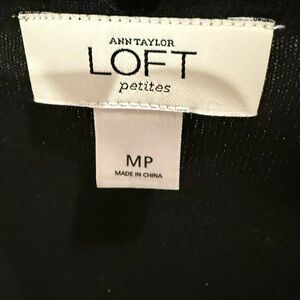 ANN TAYLOR
LOFT
petites
MP
MADE IN CHINA